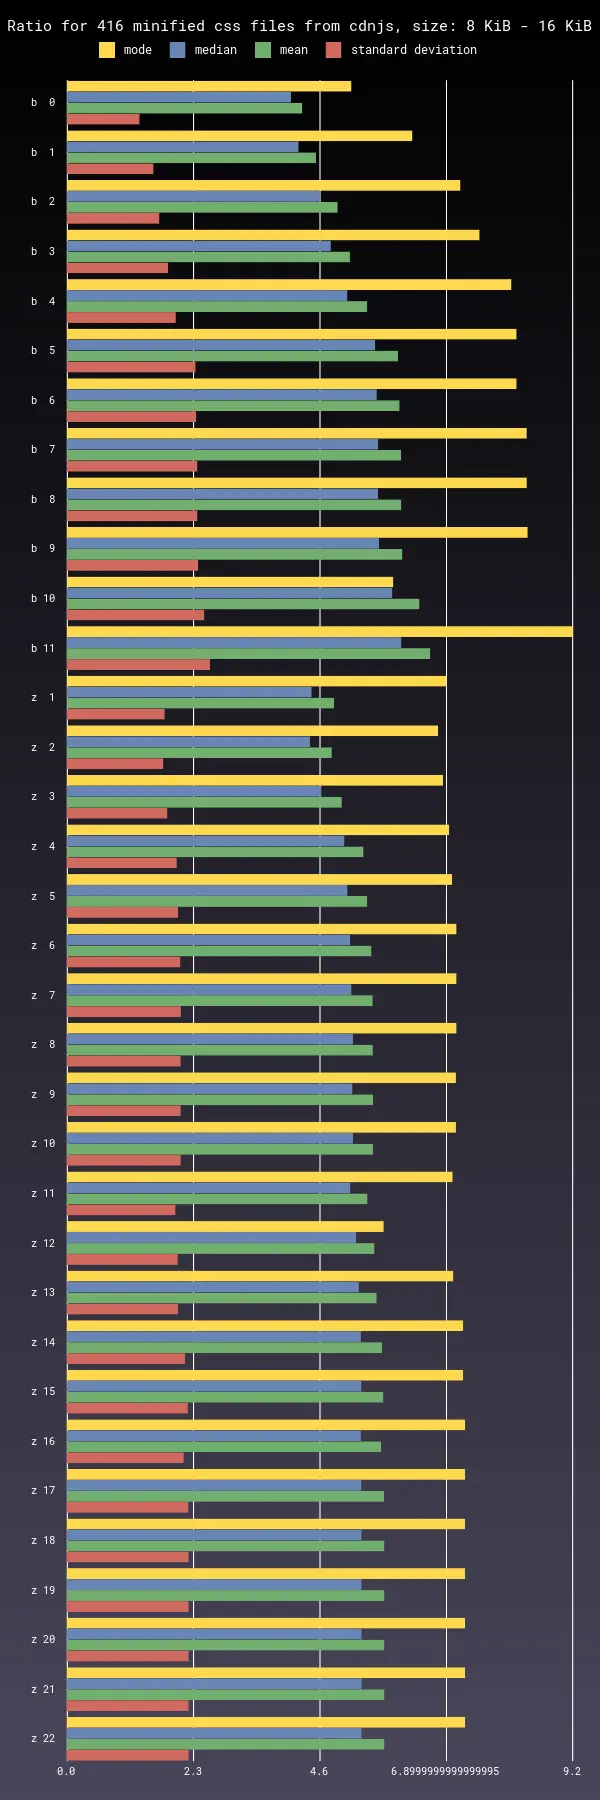 Ratio for 416 minified css files from cdnjs, size: 8 KiB - 16 KiB
mode median mean standard deviation
b 0
b 1
b 2
b 3
b 4
b 5
b 6
b 7
b 8
b 9
b 10
b 11
z 1
z 2
z 3
z 4
z 5
z 6
z 7
z 8
z 9
z 10
z 11
z 12
z 13
z 14
z 15
z 16
z 17
z 18
z 19
z 20
z 21
z 22
0.0 2.3 4.6 6.8999999999999995 9.2